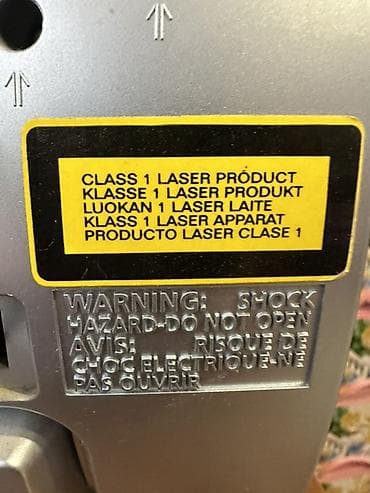 CLASS 1 LASER PRODUCT
KLASSE 1 LASER PRODUKT
LUOKAN 1 LASER LAITE
KLASS 1 LASER APPARAT
PRODUCTO LASER CLASE 1
WARNING: SHOCK
HAZARD-DO NOT OPEN
AVIS: RISQUE DE
CHOC ELECTRIQUE-NE
PAS OUVRIR